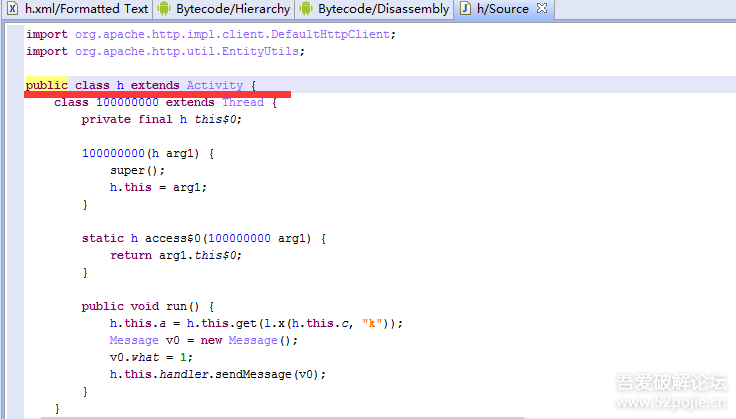 h.xml/Formatted Text Bytecode/Hierarchy Bytecode/Disassembly h/Source
import org.apache.http.impl.client.DefaultHttpClient;
import org.apache.http.util.EntityUtils;
public class h extends Activity {
class 100000000 extends Thread {
private final h this$0;
100000000(h arg1) {
super();
h.this = arg1;
}
static h access$0(100000000 arg1) {
return arg1.this$0;
}
public void run() {
h.this.a = h.this.get(l.x(h.this.c, "k"));
Message v0 = new Message();
v0.what = 1;
h.this.handler.sendMessage(v0);
}
}
吾爱破解论坛
www.52pojie.cn